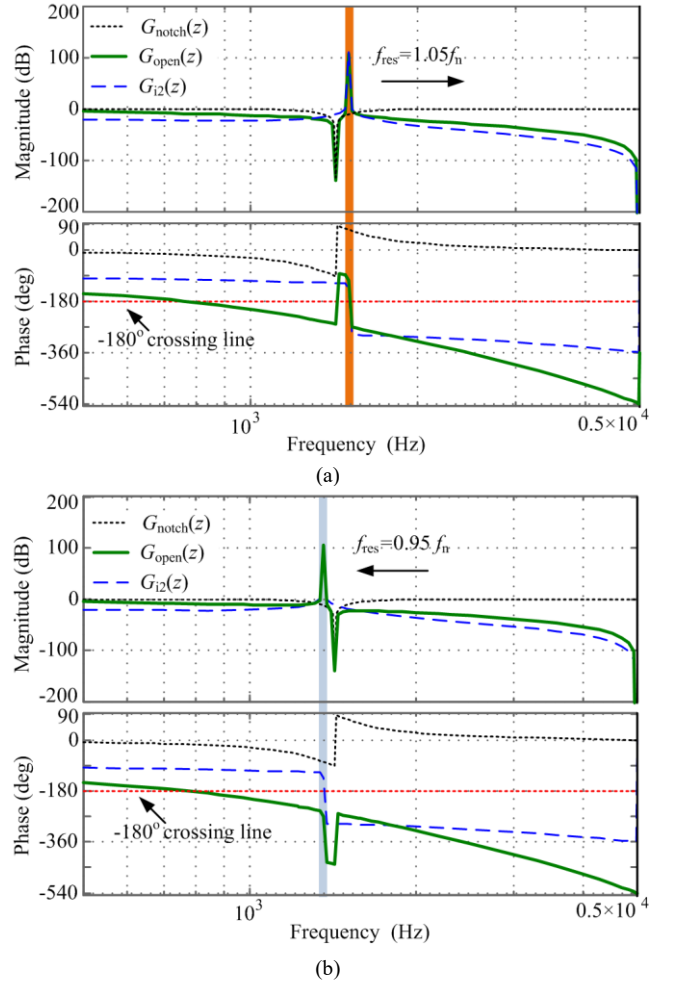 200
100
0
-100
-200
Magnitude (dB)
Gnotch(z)
Gopen(z)
Gi2(z)
fres=1.05fn
90
0
-180
-360
-540
Phase (deg)
-180° crossing line
10³
0.5×10⁴
Frequency (Hz)
(a)
200
100
0
-100
-200
Magnitude (dB)
Gnotch(z)
Gopen(z)
Gi2(z)
fres=0.95 fn
90
0
-180
-360
-540
Phase (deg)
-180° crossing line
10³
0.5×10⁴
Frequency (Hz)
(b)